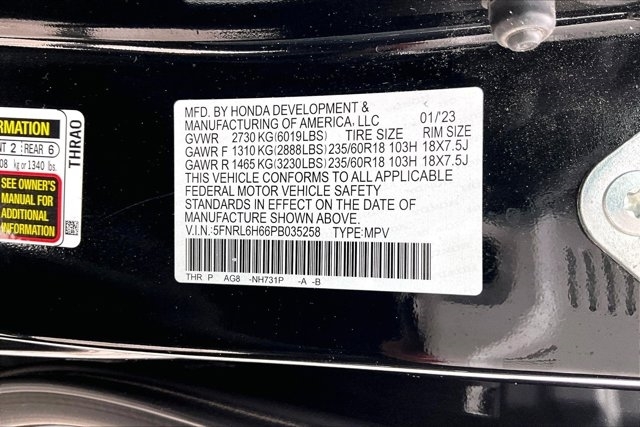 RMATION
NT 2 REAR 6
08 kg or 1340 lbs.
SEE OWNER'S
MANUAL FOR
ADDITIONAL
INFORMATION
THRAO
MFD. BY HONDA DEVELOPMENT &
MANUFACTURING OF AMERICA, LLC 01/'23
GVWR 2730 KG(6019LBS) TIRE SIZE RIM SIZE
GAWR F 1310 KG(2888LBS)235/60R18 103H 18X7.5J
GAWR R 1465 KG(3230LBS)235/60R18 103H 18X7.5J
THIS VEHICLE CONFORMS TO ALL APPLICABLE
FEDERAL MOTOR VEHICLE SAFETY
STANDARDS IN EFFECT ON THE DATE OF
MANUFACTURE SHOWN ABOVE.
V.I.N.:5FNRL6H66PB035258 TYPE:MPV
THR P AG8 -NH731P -A -B